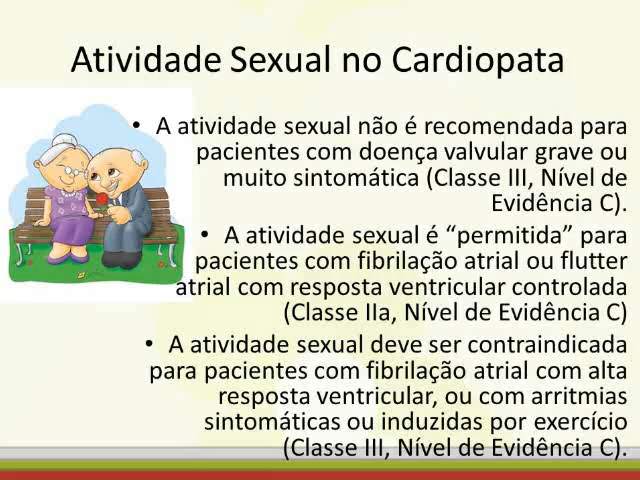 Atividade Sexual no Cardiopata
• A atividade sexual não é recomendada para
pacientes com doença valvular grave ou
muito sintomática (Classe III, Nível de
Evidência C).
• A atividade sexual é “permitida” para
pacientes com fibrilação atrial ou flutter
atrial com resposta ventricular controlada
(Classe IIa, Nível de Evidência C)
• A atividade sexual deve ser contraindicada
para pacientes com fibrilação atrial com alta
resposta ventricular, ou com arritmias
sintomáticas ou induzidas por exercício
(Classe III, Nível de Evidência C).